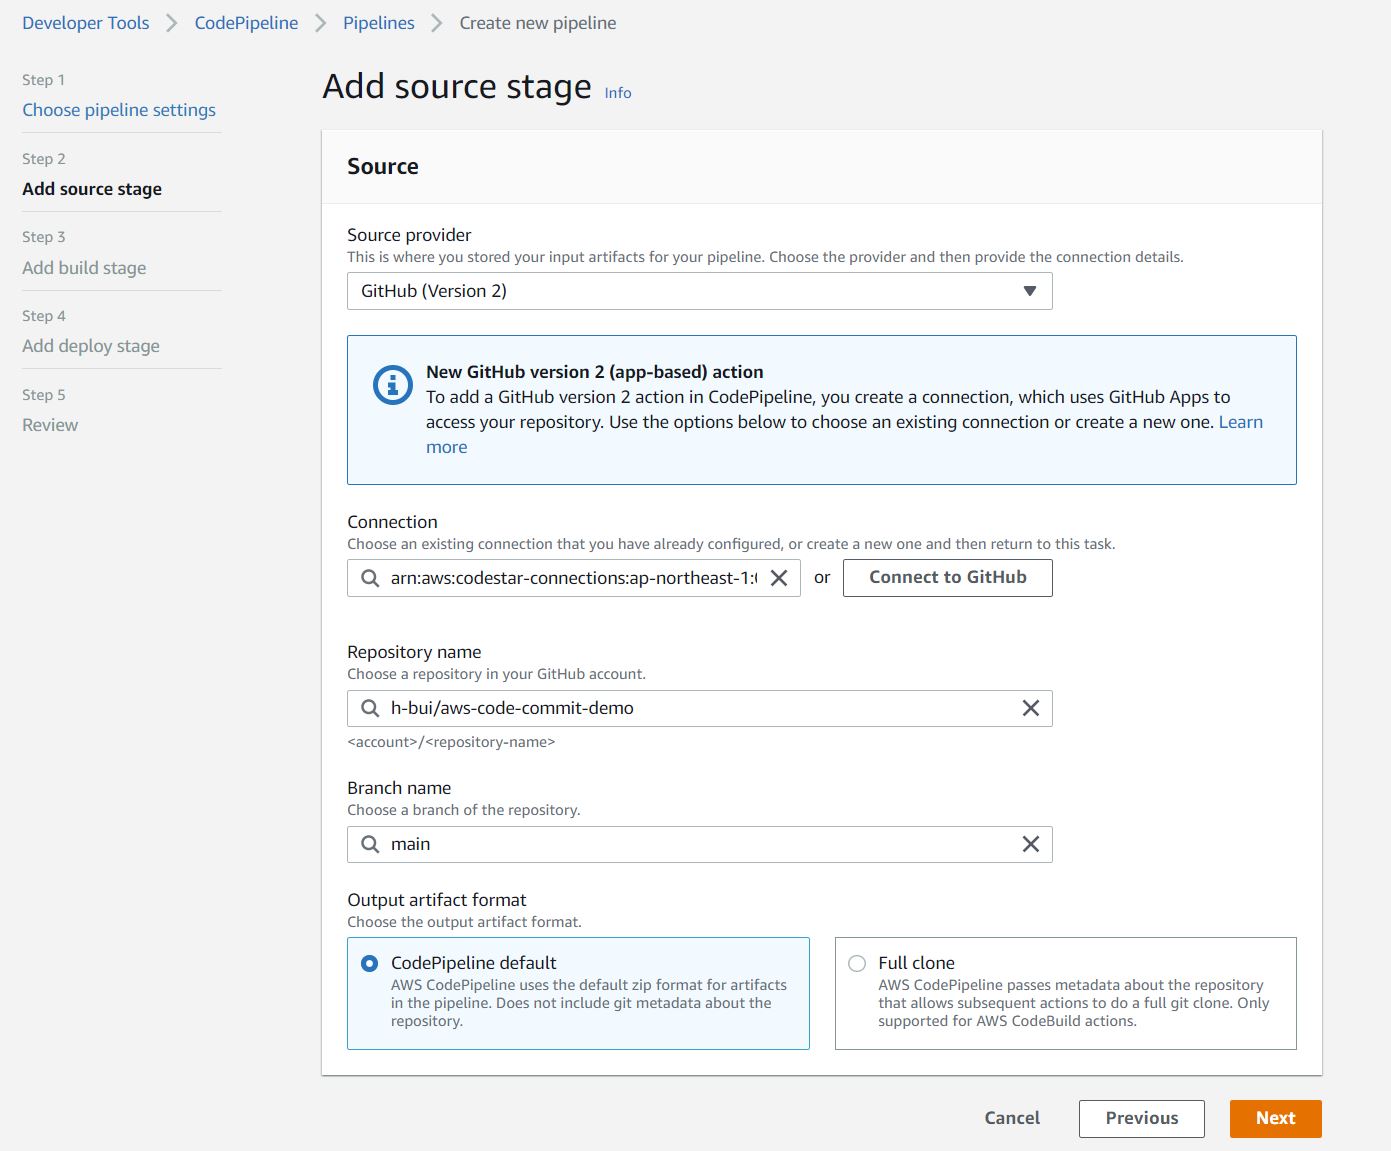 Developer Tools > CodePipeline > Pipelines > Create new pipeline
Step 1
Choose pipeline settings
Step 2
Add source stage
Step 3
Add build stage
Step 4
Add deploy stage
Step 5
Review
Add source stage Info
Source
Source provider
This is where you stored your input artifacts for your pipeline. Choose the provider and then provide the connection details.
GitHub (Version 2)
New GitHub version 2 (app-based) action
To add a GitHub version 2 action in CodePipeline, you create a connection, which uses GitHub Apps to
access your repository. Use the options below to choose an existing connection or create a new one. Learn
more
Connection
Choose an existing connection that you have already configured, or create a new one and then return to this task.
arn:aws:codestar-connections:ap-northeast-1: or Connect to GitHub
Repository name
Choose a repository in your GitHub account.
h-bui/aws-code-commit-demo
<account>/<repository-name>
Branch name
Choose a branch of the repository.
main
Output artifact format
Choose the output artifact format.
CodePipeline default
AWS CodePipeline uses the default zip format for artifacts
in the pipeline. Does not include git metadata about the
repository.
Full clone
AWS CodePipeline passes metadata about the repository
that allows subsequent actions to do a full git clone. Only
supported for AWS CodeBuild actions.
Cancel Previous Next